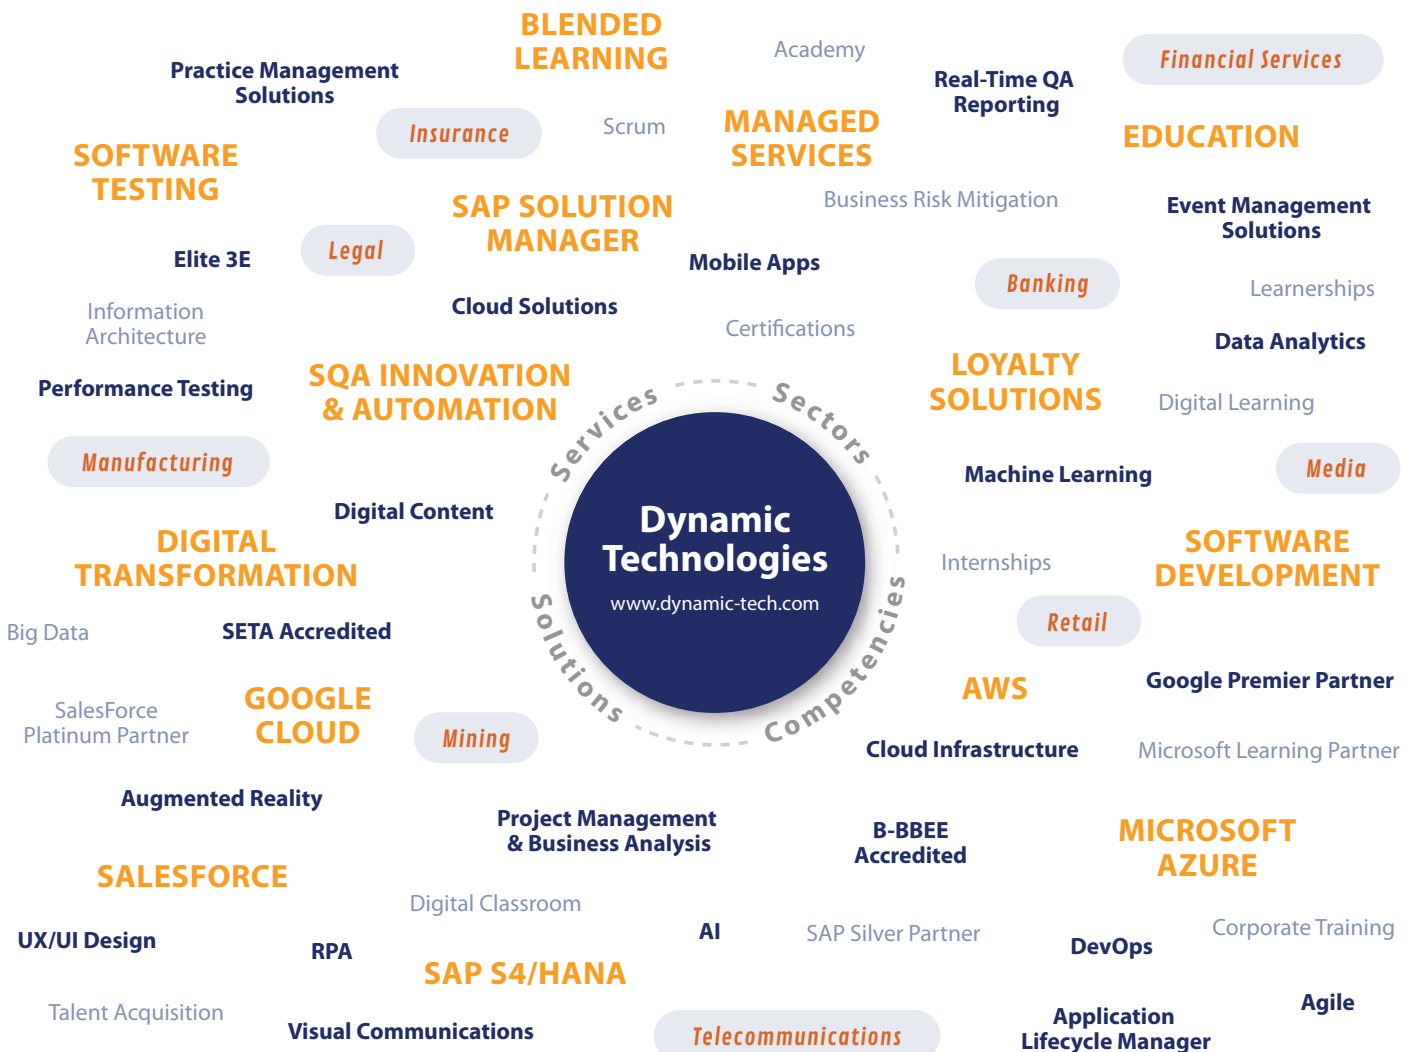 BLENDED
LEARNING
Academy
Financial Services
Practice Management
Solutions
Real-Time QA
Reporting
Insurance
Scrum
MANAGED
SERVICES
EDUCATION
SOFTWARE
TESTING
SAP SOLUTION
MANAGER
Business Risk Mitigation
Event Management
Solutions
Elite 3E
Legal
Mobile Apps
Banking
Learnerships
Information
Architecture
Cloud Solutions
Certifications
Data Analytics
Performance Testing
SQA INNOVATION
& AUTOMATION
LOYALTY
SOLUTIONS
Digital Learning
Services
Sectors
Manufacturing
Machine Learning
Media
Digital Content
Dynamic
Technologies
www.dynamic-tech.com
DIGITAL
TRANSFORMATION
Internships
SOFTWARE
DEVELOPMENT
Solutions
Competencies
Big Data
SETA Accredited
Retail
SalesForce
Platinum Partner
GOOGLE
CLOUD
Mining
AWS
Google Premier Partner
Cloud Infrastructure
Microsoft Learning Partner
Augmented Reality
Project Management
& Business Analysis
B-BBEE
Accredited
MICROSOFT
AZURE
SALESFORCE
Digital Classroom
UX/UI Design
RPA
AI
SAP Silver Partner
DevOps
Corporate Training
SAP S4/HANA
Talent Acquisition
Visual Communications
Telecommunications
Application
Lifecycle Manager
Agile